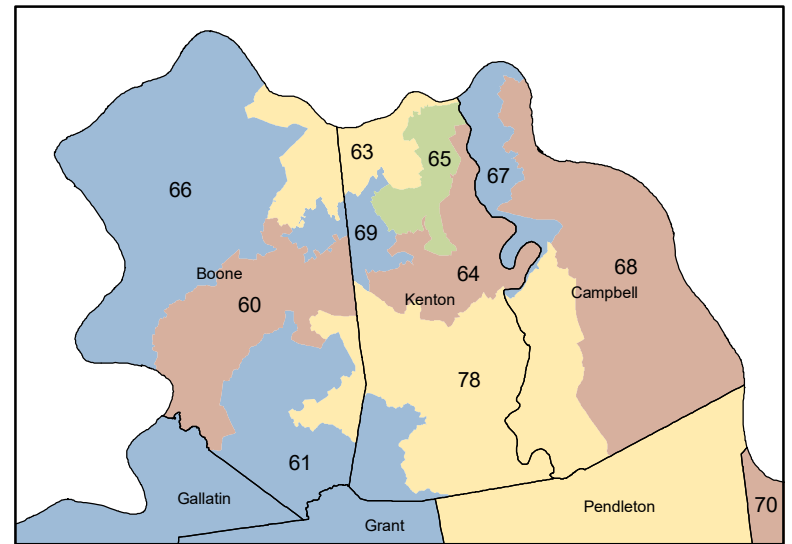 63
65
67
66
69
68
Boone
64
60
Kenton
Campbell
78
61
Gallatin
Pendleton
70
Grant